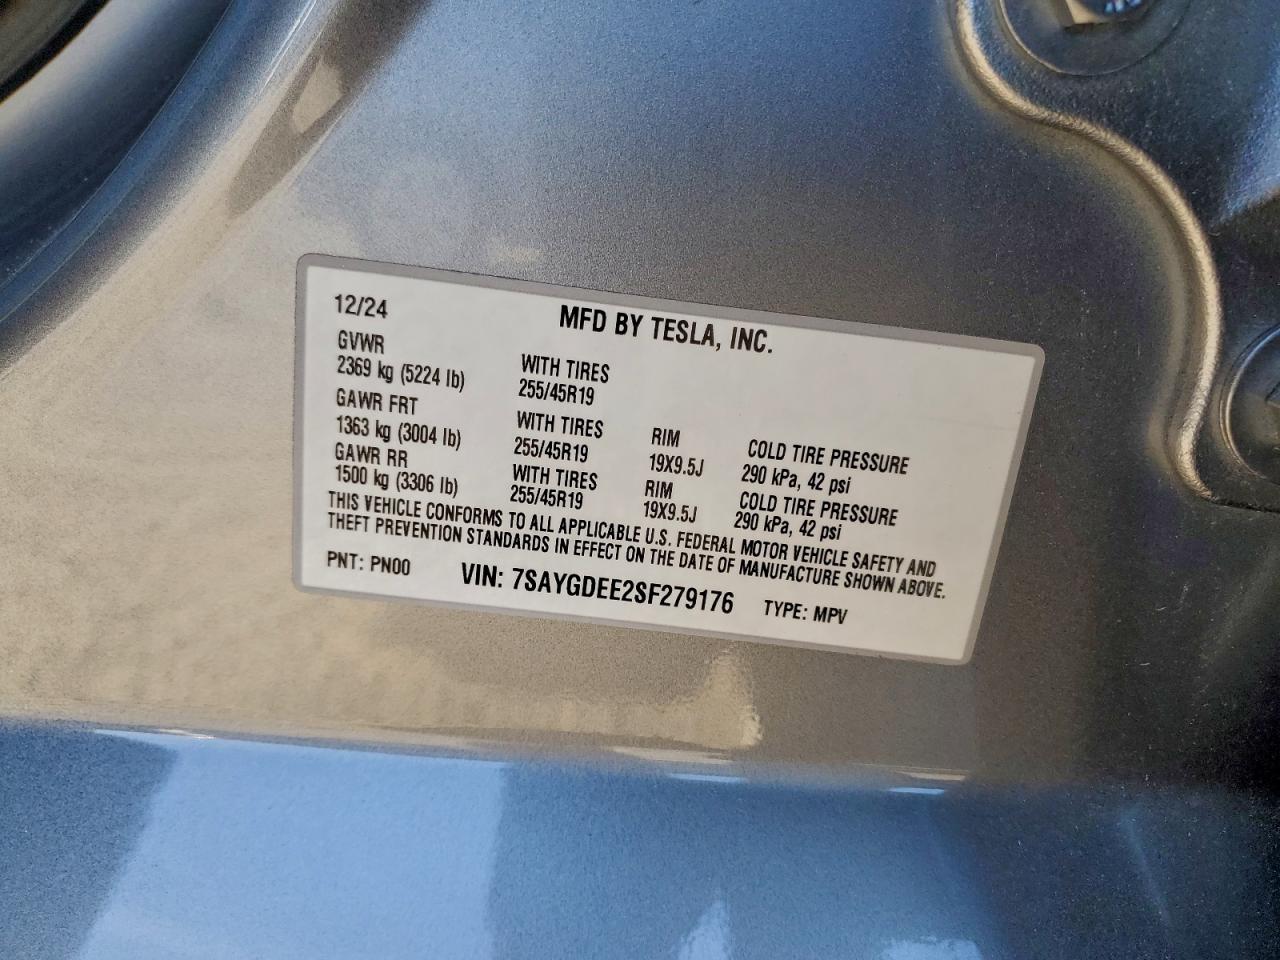 12/24
MFD BY TESLA, INC.
GVWR
2369 kg (5224 lb)
WITH TIRES
255/45R19
GAWR FRT
1363 kg (3004 lb)
WITH TIRES
255/45R19
RIM
19X9.5J
COLD TIRE PRESSURE
290 kPa, 42 psi
GAWR RR
1500 kg (3306 lb)
WITH TIRES
255/45R19
RIM
19X9.5J
COLD TIRE PRESSURE
290 kPa, 42 psi
THIS VEHICLE CONFORMS TO ALL APPLICABLE U.S. FEDERAL MOTOR VEHICLE SAFETY AND
THEFT PREVENTION STANDARDS IN EFFECT ON THE DATE OF MANUFACTURE SHOWN ABOVE.
PNT: PN00 VIN: 7SAYGDEE2SF279176 TYPE: MPV